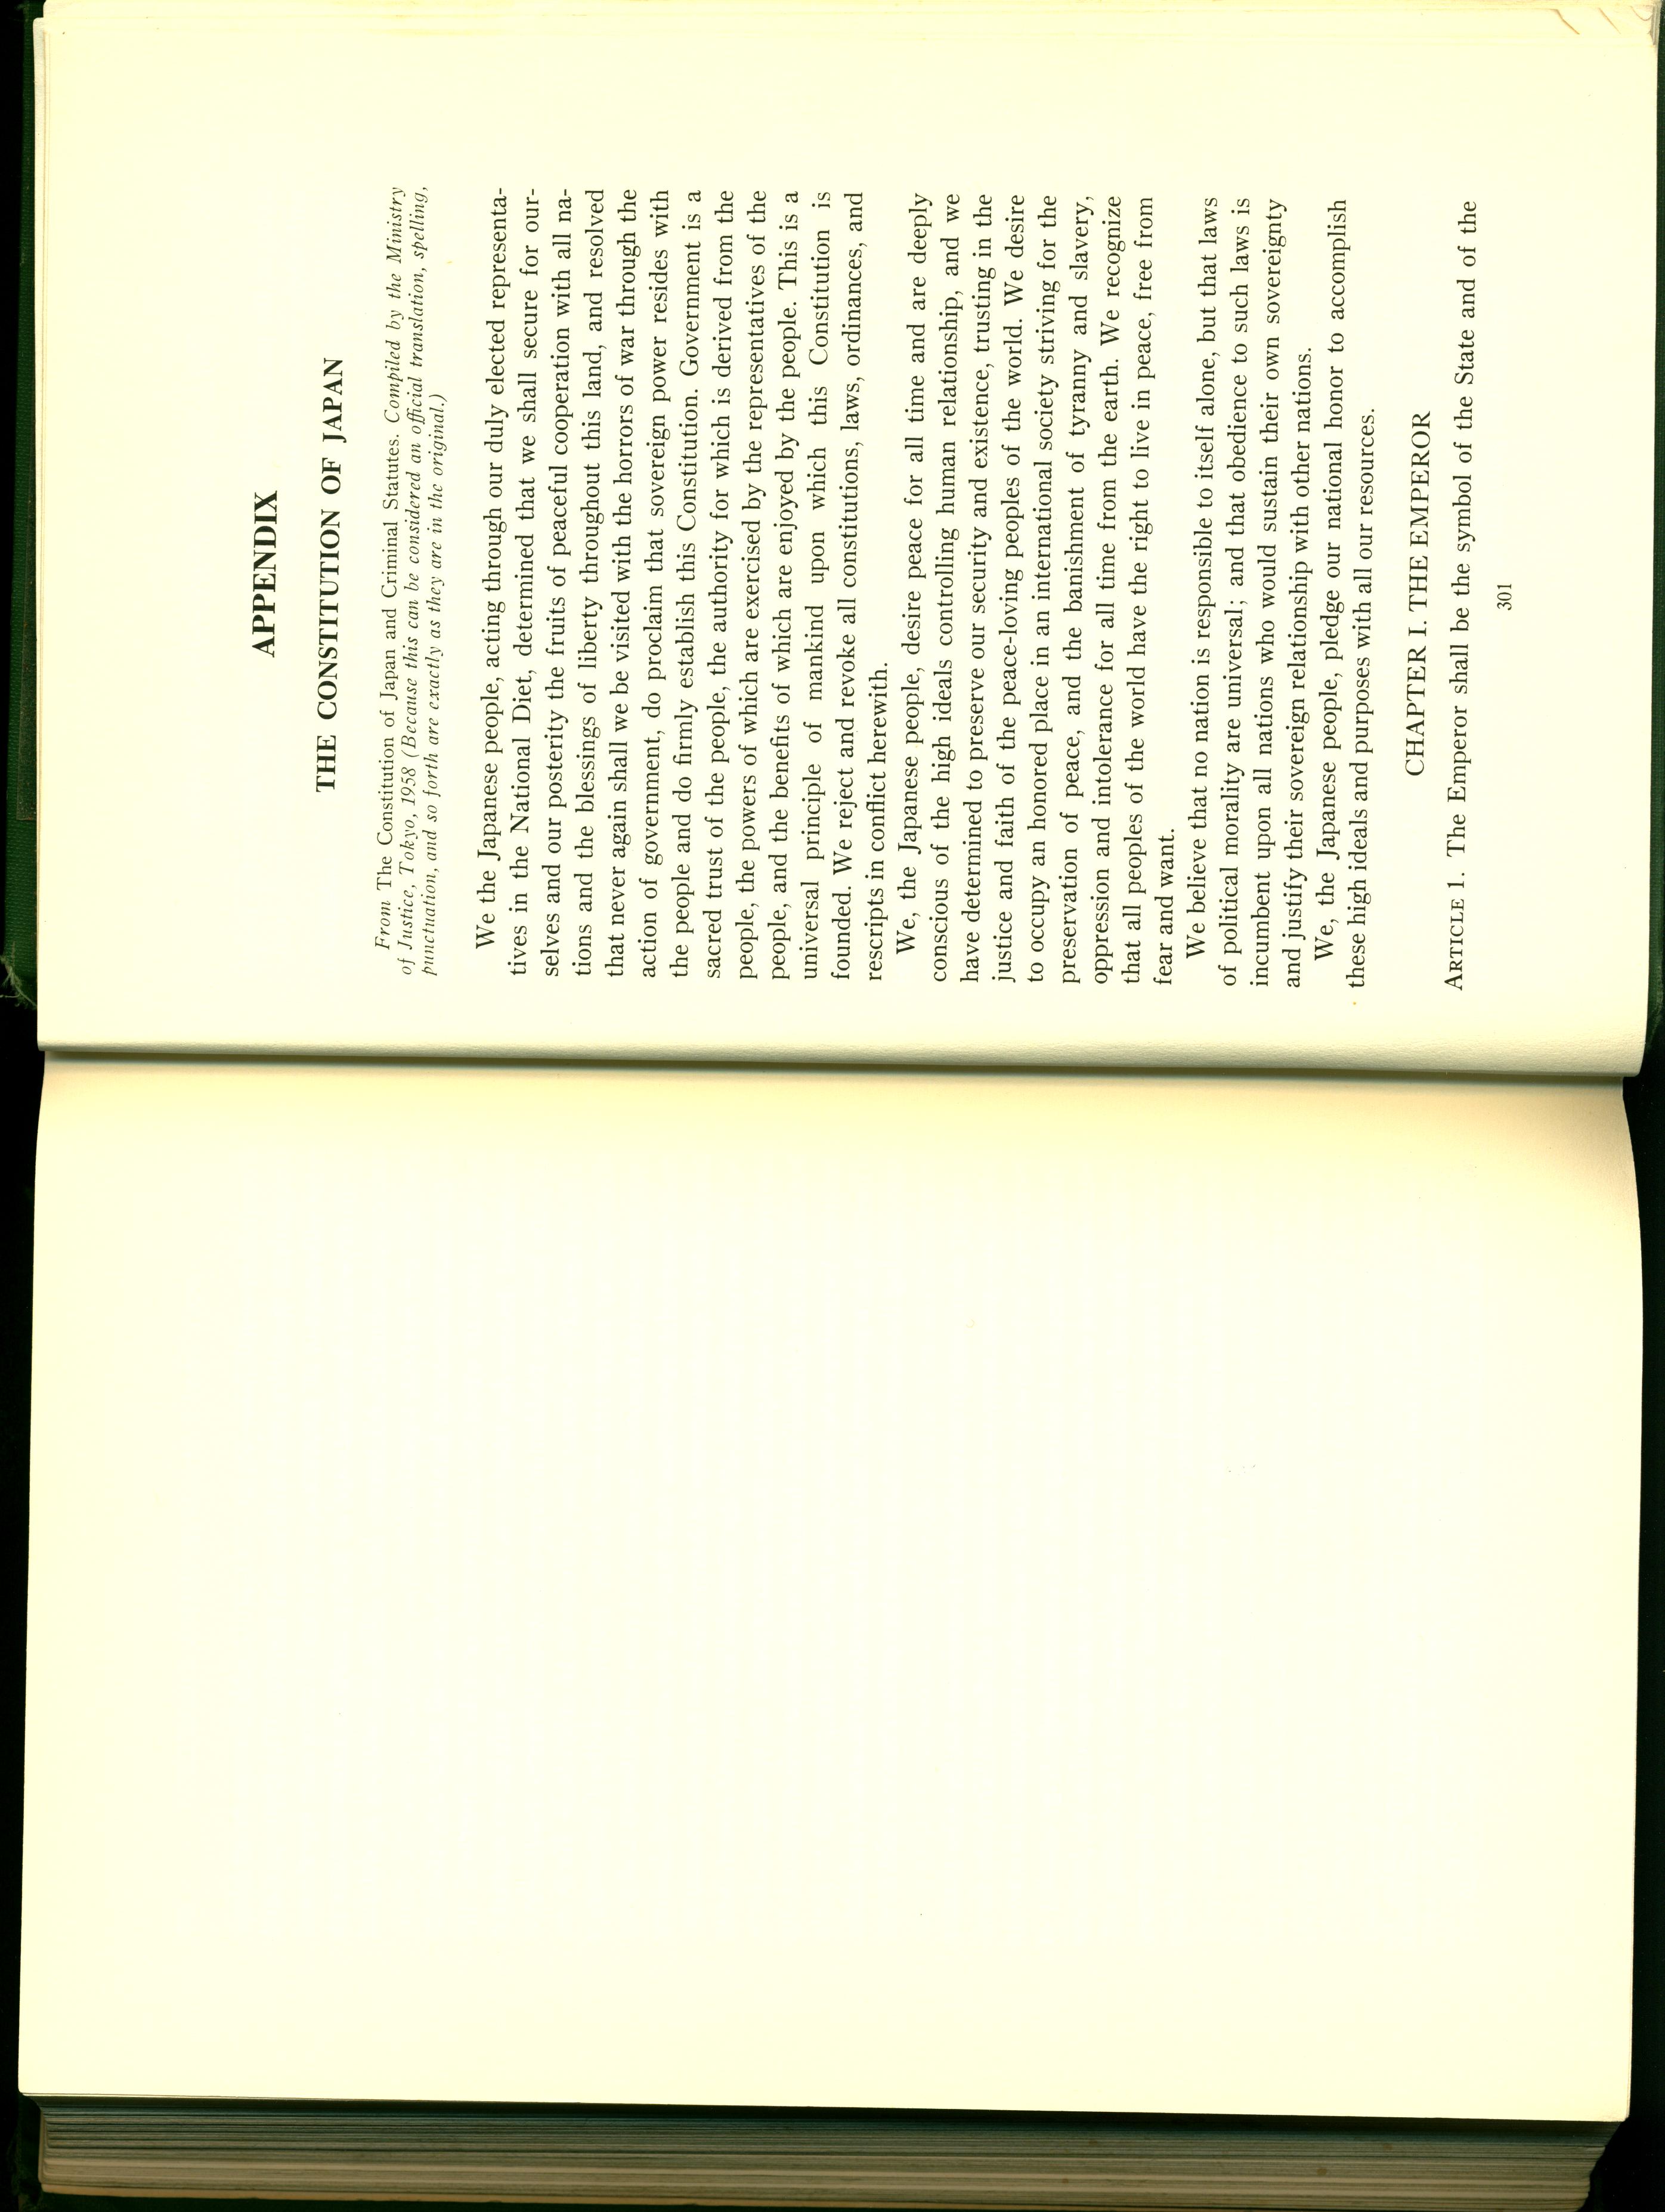 APPENDIX
THE CONSTITUTION OF JAPAN
From The Constitution of Japan and Criminal Statutes. Compiled by the Ministry
of Justice, Tokyo, 1958 (Because this can be considered an official translation, spelling,
punctuation, and so forth are exactly as they are in the original.)
We the Japanese people, acting through our duly elected representa-
tives in the National Diet, determined that we shall secure for our-
selves and our posterity the fruits of peaceful cooperation with all na-
tions and the blessings of liberty throughout this land, and resolved
that never again shall we be visited with the horrors of war through the
action of government, do proclaim that sovereign power resides with
the people and do firmly establish this Constitution. Government is a
sacred trust of the people, the authority for which is derived from the
people, the powers of which are exercised by the representatives of the
people, and the benefits of which are enjoyed by the people. This is a
universal principle of mankind upon which this Constitution is
founded. We reject and revoke all constitutions, laws, ordinances, and
rescripts in conflict herewith.
We, the Japanese people, desire peace for all time and are deeply
conscious of the high ideals controlling human relationship, and we
have determined to preserve our security and existence, trusting in the
justice and faith of the peace-loving peoples of the world. We desire
to occupy an honored place in an international society striving for the
preservation of peace, and the banishment of tyranny and slavery,
oppression and intolerance for all time from the earth. We recognize
that all peoples of the world have the right to live in peace, free from
fear and want.
We believe that no nation is responsible to itself alone, but that laws
of political morality are universal; and that obedience to such laws is
incumbent upon all nations who would sustain their own sovereignty
and justify their sovereign relationship with other nations.
We, the Japanese people, pledge our national honor to accomplish
these high ideals and purposes with all our resources.
CHAPTER I. THE EMPEROR
ARTICLE 1. The Emperor shall be the symbol of the State and of the
301